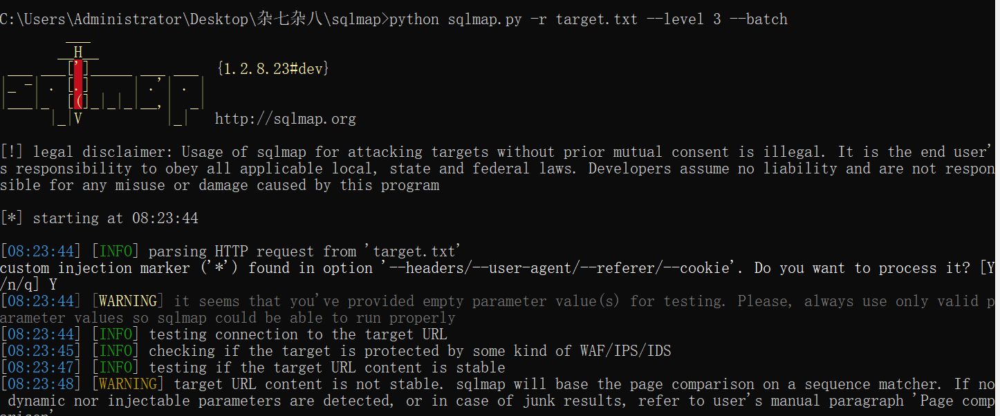 C:\Users\Administrator\Desktop\杂七杂八\sqlmap>python sqlmap.py -r target.txt --level 3 --batch
        ___
       __H__
 ___ ___[']_____ ___ ___  {1.2.8.23#dev}
|_ -| . [.]     | .'| . |
|___|_  [(]_|_|_|__,|  _|
      |_|V          |_|   http://sqlmap.org
[!] legal disclaimer: Usage of sqlmap for attacking targets without prior mutual consent is illegal. It is the end user'
s responsibility to obey all applicable local, state and federal laws. Developers assume no liability and are not respon
sible for any misuse or damage caused by this program
[*] starting at 08:23:44
[08:23:44] [INFO] parsing HTTP request from 'target.txt'
custom injection marker ('*') found in option '--headers/--user-agent/--referer/--cookie'. Do you want to process it? [Y
/n/q] Y
[08:23:44] [WARNING] it seems that you've provided empty parameter value(s) for testing. Please, always use only valid p
arameter values so sqlmap could be able to run properly
[08:23:44] [INFO] testing connection to the target URL
[08:23:45] [INFO] checking if the target is protected by some kind of WAF/IPS/IDS
[08:23:47] [INFO] testing if the target URL content is stable
[08:23:48] [WARNING] target URL content is not stable. sqlmap will base the page comparison on a sequence matcher. If no
 dynamic nor injectable parameters are detected, or in case of junk results, refer to user's manual paragraph 'Page comp
arison'